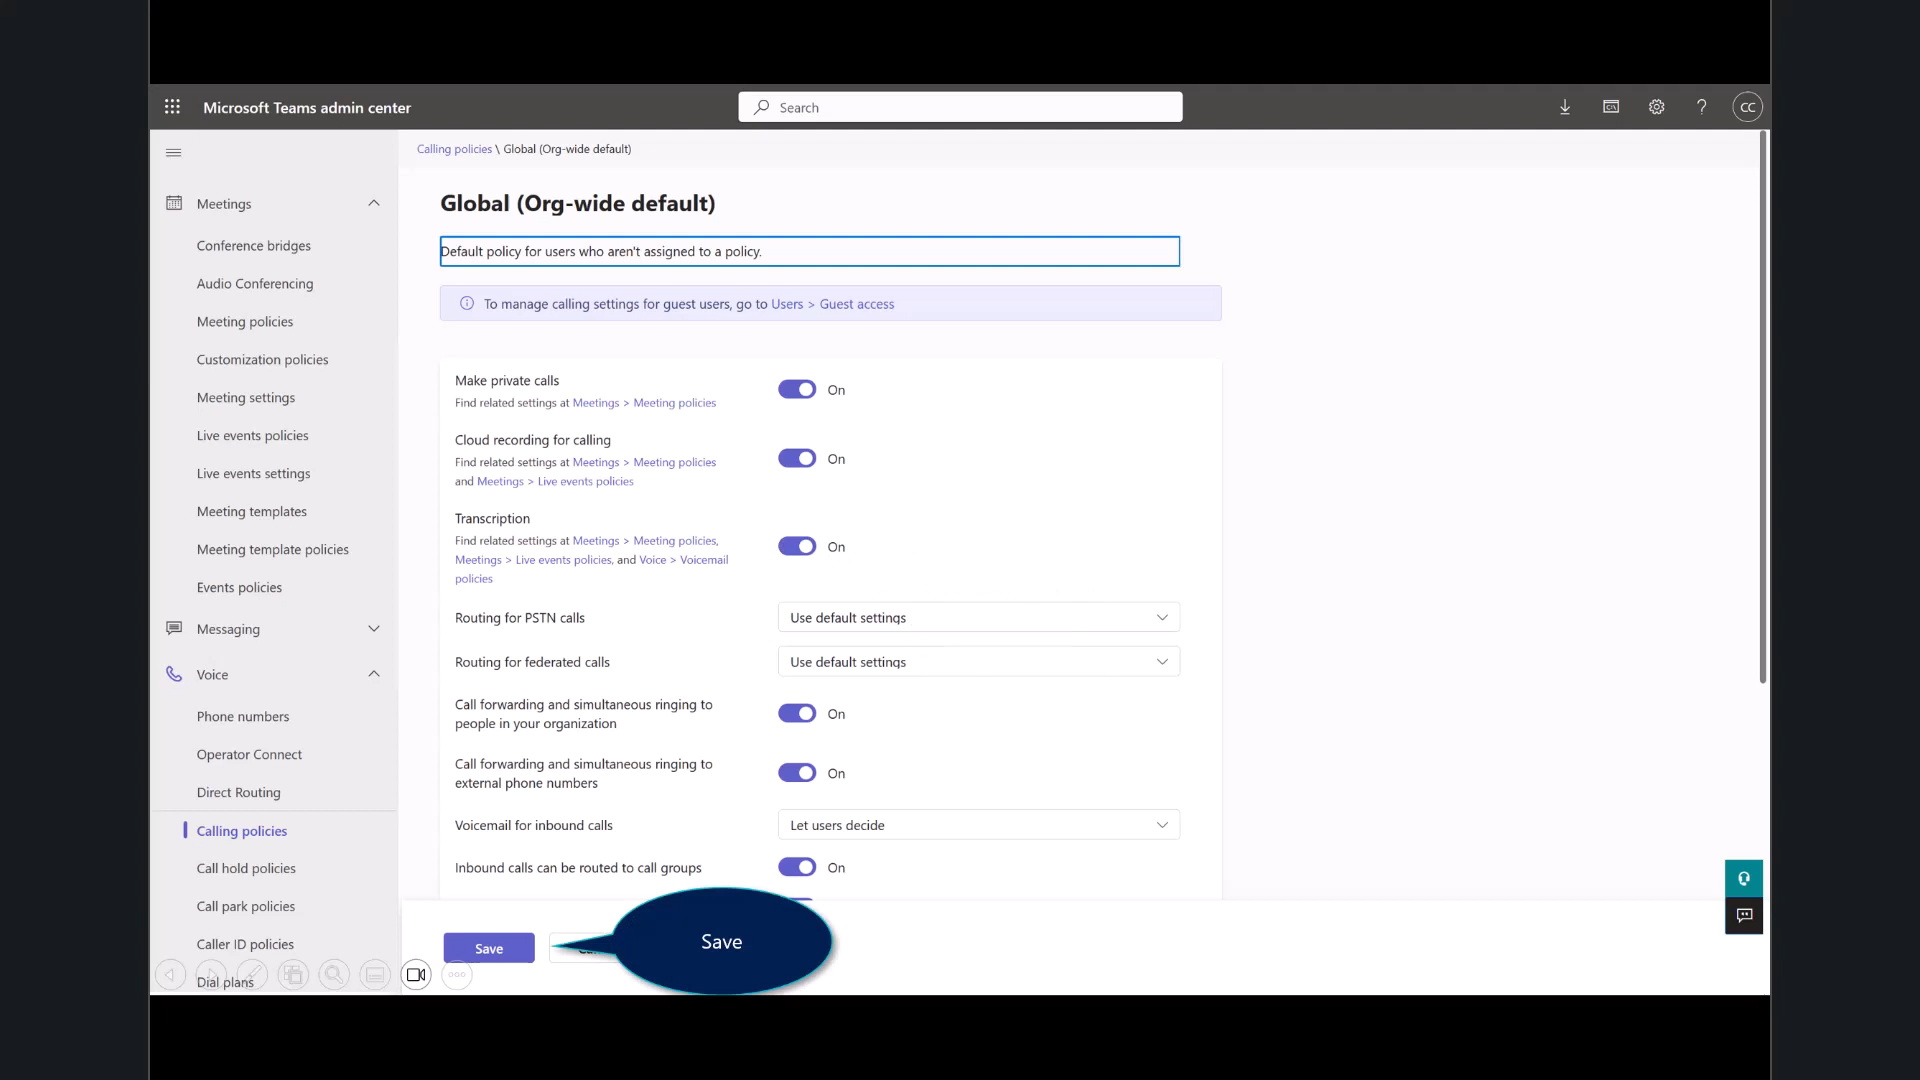 Microsoft Teams admin center
Search
CC
Calling policies \ Global (Org-wide default)
Meetings
Conference bridges
Audio Conferencing
Meeting policies
Customization policies
Meeting settings
Live events policies
Live events settings
Meeting templates
Meeting template policies
Events policies
Messaging
Voice
Phone numbers
Operator Connect
Direct Routing
Calling policies
Call hold policies
Call park policies
Caller ID policies
Dial plans
Global (Org-wide default)
Default policy for users who aren't assigned to a policy.
To manage calling settings for guest users, go to Users > Guest access
Make private calls
On
Find related settings at Meetings > Meeting policies
Cloud recording for calling
On
Find related settings at Meetings > Meeting policies
and Meetings > Live events policies
Transcription
On
Find related settings at Meetings > Meeting policies,
Meetings > Live events policies, and Voice > Voicemail
policies
Routing for PSTN calls
Use default settings
Routing for federated calls
Use default settings
Call forwarding and simultaneous ringing to
people in your organization
On
Call forwarding and simultaneous ringing to
external phone numbers
On
Voicemail for inbound calls
Let users decide
Inbound calls can be routed to call groups
On
Save
Save